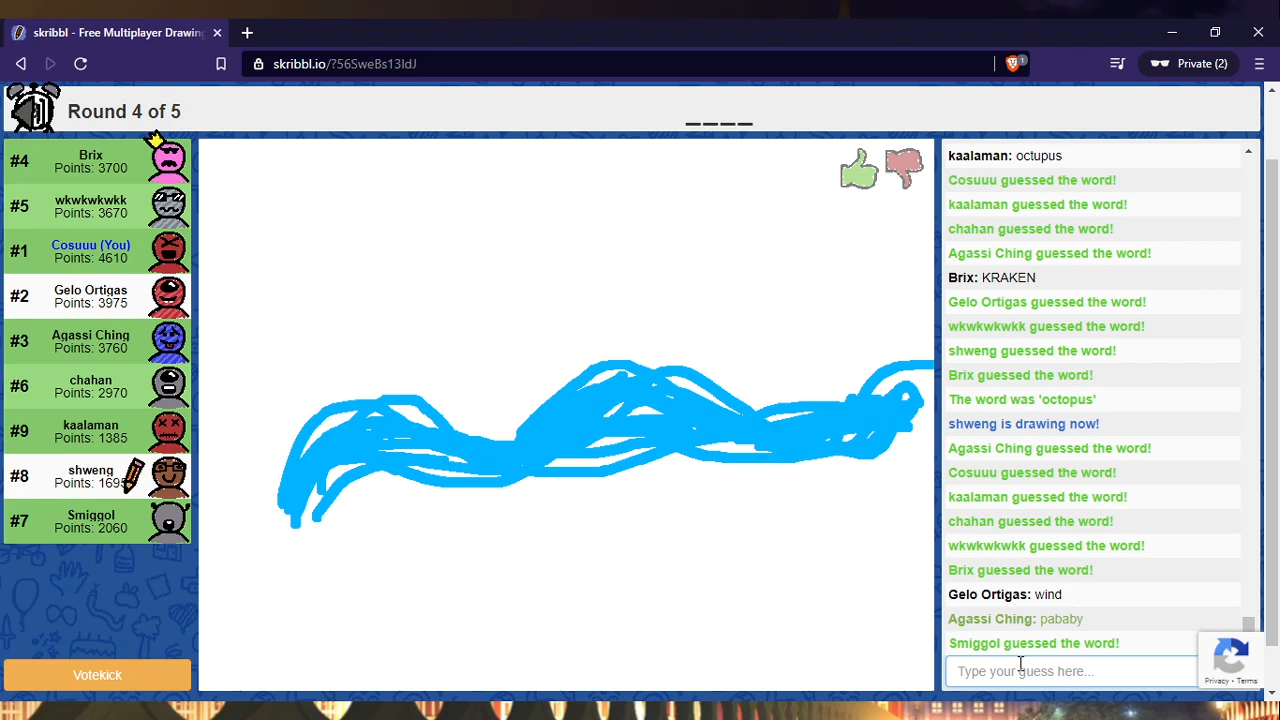 skribbl - Free Multiplayer Drawing
skribbl.io/?56SweBs13IdJ
Private (2)
Round 4 of 5
_ _ _ _
#4 Brix
Points: 3700
#5 wkwkwkwkk
Points: 3670
#1 Cosuuu (You)
Points: 4610
#2 Gelo Ortigas
Points: 3975
#3 Agassi Ching
Points: 3760
#6 chahan
Points: 2970
#9 kaalaman
Points: 1385
#8 shweng
Points: 1695
#7 Smiggol
Points: 2060
Votekick
kaalaman: octupus
Cosuuu guessed the word!
kaalaman guessed the word!
chahan guessed the word!
Agassi Ching guessed the word!
Brix: KRAKEN
Gelo Ortigas guessed the word!
wkwkwkwkk guessed the word!
shweng guessed the word!
Brix guessed the word!
The word was 'octopus'
shweng is drawing now!
Agassi Ching guessed the word!
Cosuuu guessed the word!
kaalaman guessed the word!
chahan guessed the word!
wkwkwkwkk guessed the word!
Brix guessed the word!
Gelo Ortigas: wind
Agassi Ching: pababy
Smiggol guessed the word!
Type your guess here...
Privacy - Terms